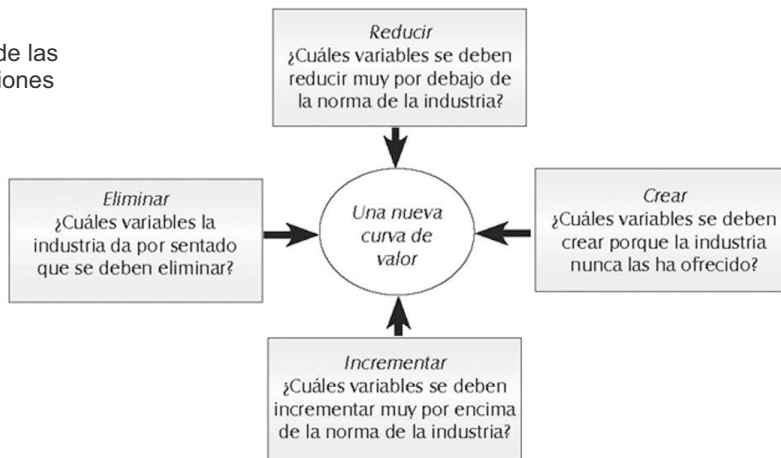 de las
iones
Reducir
¿Cuáles variables se deben
reducir muy por debajo de
la norma de la industria?
Eliminar
¿Cuáles variables la
industria da por sentado
que se deben eliminar?
Una nueva
curva de
valor
Crear
¿Cuáles variables se deben
crear porque la industria
nunca las ha ofrecido?
Incrementar
¿Cuáles variables se deben
incrementar muy por encima
de la norma de la industria?